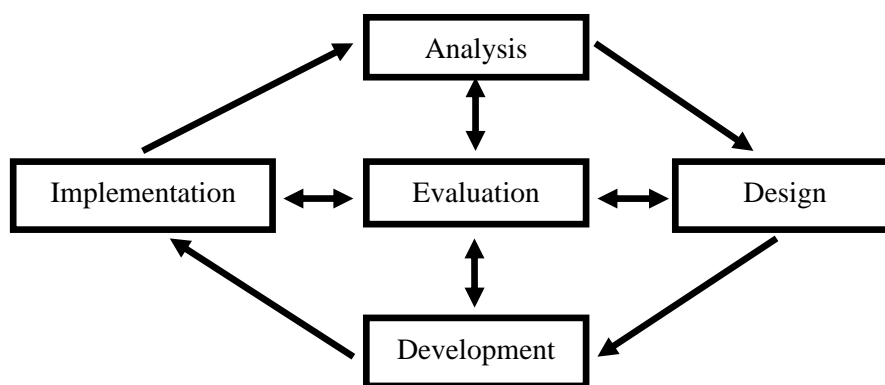 Analysis
Implementation
Evaluation
Design
Development